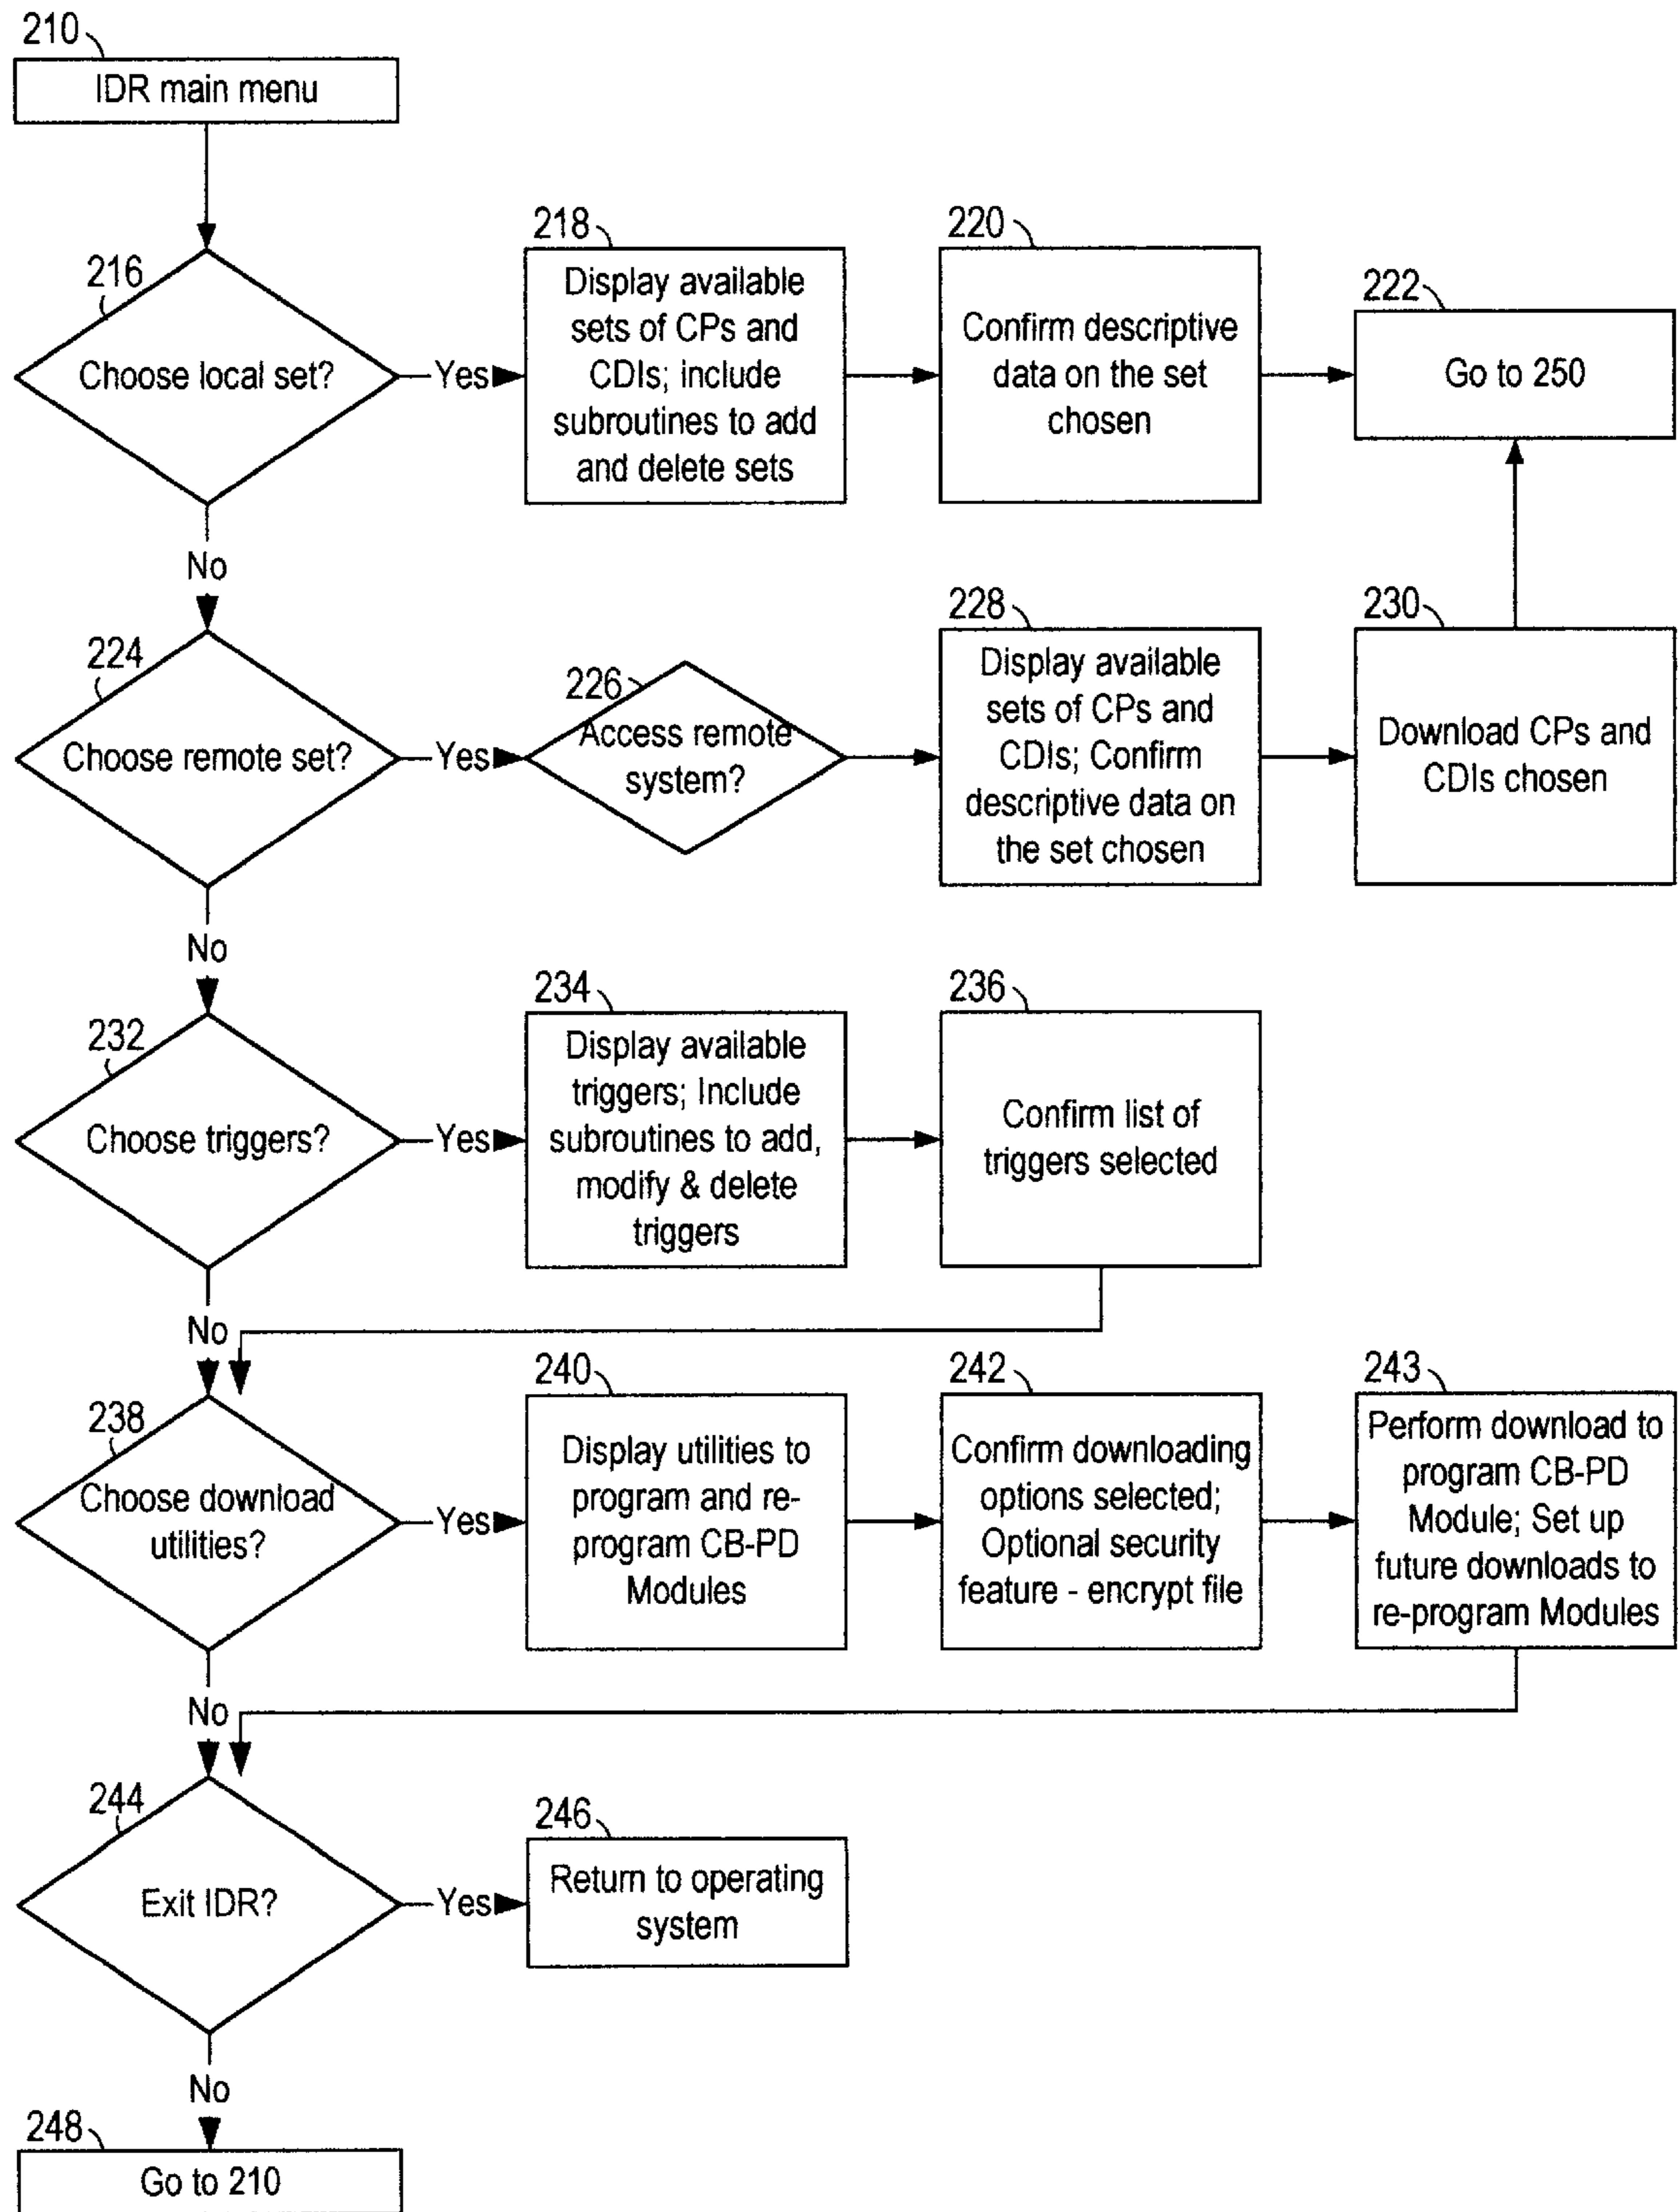 210
IDR main menu
216
Choose local set?
Yes
218
Display available
sets of CPs and
CDIs; include
subroutines to add
and delete sets
220
Confirm descriptive
data on the set
chosen
222
Go to 250
No
224
Choose remote set?
Yes
226
Access remote
system?
228
Display available
sets of CPs and
CDIs; Confirm
descriptive data on
the set chosen
230
Download CPs and
CDIs chosen
No
232
Choose triggers?
Yes
234
Display available
triggers; Include
subroutines to add,
modify & delete
triggers
236
Confirm list of
triggers selected
No
238
Choose download
utilities?
Yes
240
Display utilities to
program and re-
program CB-PD
Modules
242
Confirm downloading
options selected;
Optional security
feature - encrypt file
243
Perform download to
program CB-PD
Module; Set up
future downloads to
re-program Modules
No
244
Exit IDR?
Yes
246
Return to operating
system
No
248
Go to 210